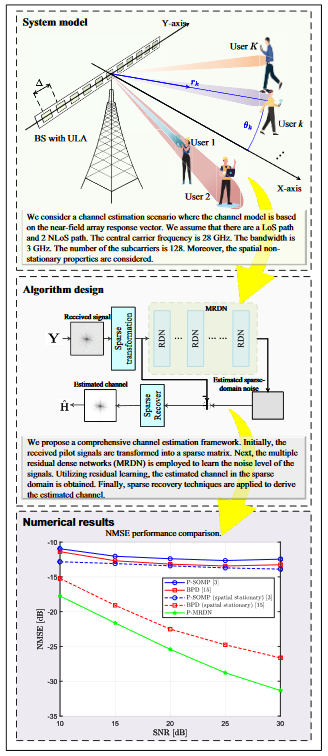 System model
Y-axis
User K
Δ
r_k
User k
BS with ULA
θ_k
User 1
...
User 2
X-axis
We consider a channel estimation scenario where the channel model is based
on the near-field array response vector. We assume that there are a LoS path
and 2 NLoS path. The central carrier frequency is 28 GHz. The bandwidth is
3 GHz. The number of the subcarriers is 128. Moreover, the spatial non-
stationary properties are considered.
Algorithm design
MRDN
Received signal
Y
Sparse
transformation
RDN
...
RDN
...
...
RDN
Estimated sparse-
domain noise
Estimated channel
Ĥ
Sparse
Recover
We propose a comprehensive channel estimation framework. Initially, the
received pilot signals are transformed into a sparse matrix. Next, the multiple
residual dense networks (MRDN) is employed to learn the noise level of the
signals. Utilizing residual learning, the estimated channel in the sparse
domain is obtained. Finally, sparse recovery techniques are applied to derive
the estimated channel.
Numerical results
NMSE performance comparison.
-10
-15
-20
-25
-30
-35
NMSE [dB]
P-SOMP [3]
BPD [15]
P-SOMP (spatial stationary) [3]
BPD (spatial stationary) [15]
P-MRDN
10
15
20
25
30
SNR [dB]